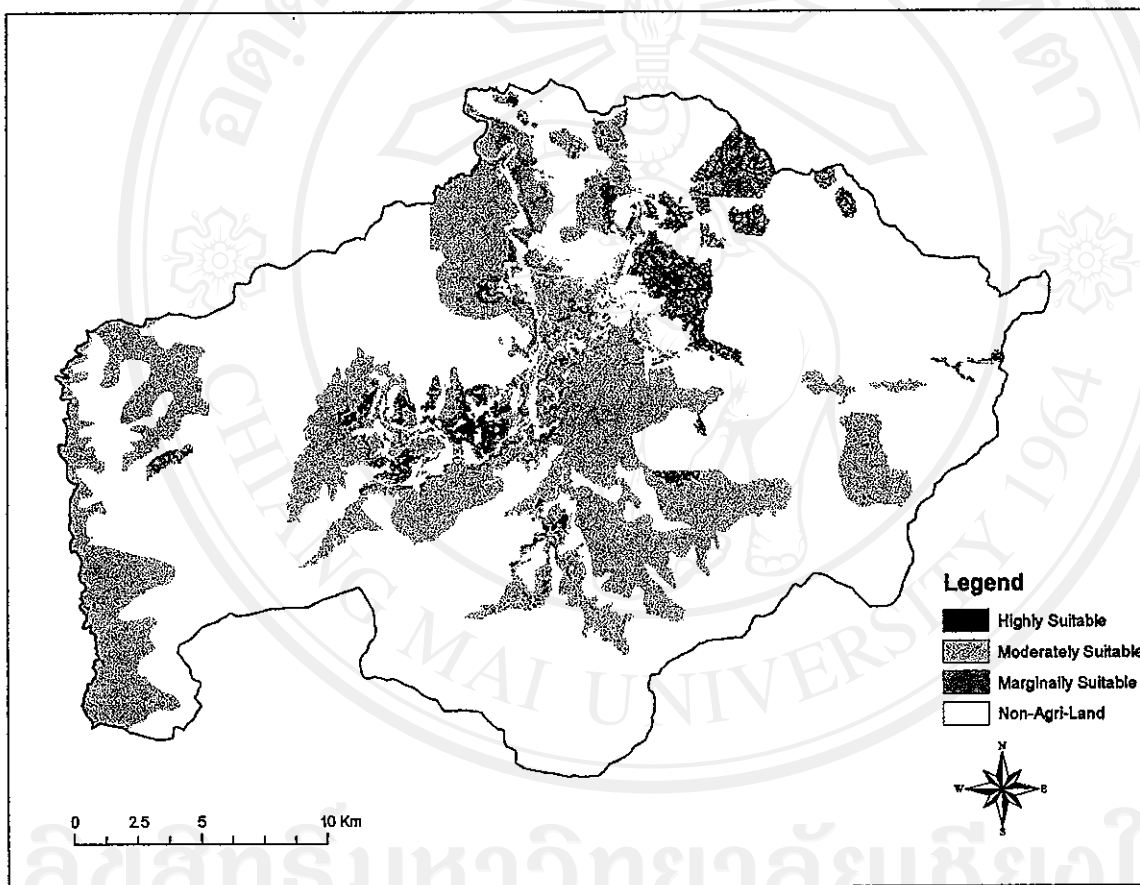 CHIANG MAI UNIVERSITY 1964
Legend
Highly Suitable
Moderately Suitable
Marginally Suitable
Non-Agri-Land
N
W E
S
0 2.5 5 10 Km